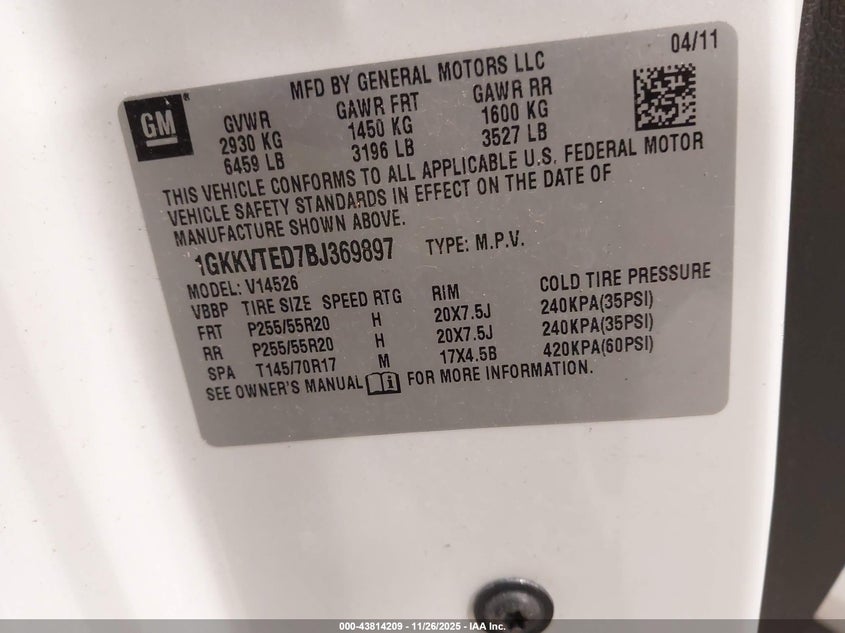 04/11
MFD BY GENERAL MOTORS LLC
GM®
GVWR GAWR FRT GAWR RR
2930 KG 1450 KG 1600 KG
6459 LB 3196 LB 3527 LB
THIS VEHICLE CONFORMS TO ALL APPLICABLE U.S. FEDERAL MOTOR
VEHICLE SAFETY STANDARDS IN EFFECT ON THE DATE OF
MANUFACTURE SHOWN ABOVE.
1GKKVTED7BJ369897 TYPE: M.P.V.
MODEL: V14526
VBBP TIRE SIZE SPEED RTG RIM COLD TIRE PRESSURE
FRT P255/55R20 H 20X7.5J 240KPA(35PSI)
RR P255/55R20 H 20X7.5J 240KPA(35PSI)
SPA T145/70R17 M 17X4.5B 420KPA(60PSI)
SEE OWNER'S MANUAL FOR MORE INFORMATION.
000-43814209 - 11/26/2025 - IAA Inc.